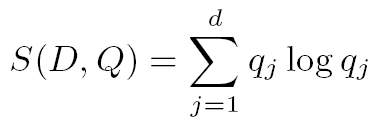 S(D, Q) = \sum_{j=1}^{d} q_j \log q_j